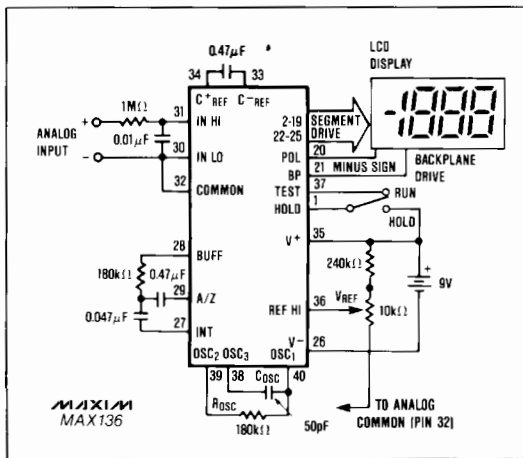 0.47µF
34 33
C+REF C-REF
LCD
DISPLAY
-1888
1MΩ
31 IN HI
+
ANALOG
INPUT
0.01µF
-
30 IN LO
32 COMMON
2-19
22-25
SEGMENT
DRIVE
20
POL
21 MINUS SIGN
BP
BACKPLANE
DRIVE
37
TEST
RUN
1
HOLD
HOLD
35
V+
28
BUFF
180kΩ
0.47µF
29
A/Z
0.047µF
27 INT
240kΩ
+
9V
36
REF HI
VREF
10kΩ
V-
26
OSC2 OSC3 OSC1
39 38 COSC 40
ROSC
180kΩ
50pF
TO ANALOG
COMMON (PIN 32)
MAXIM
MAX136